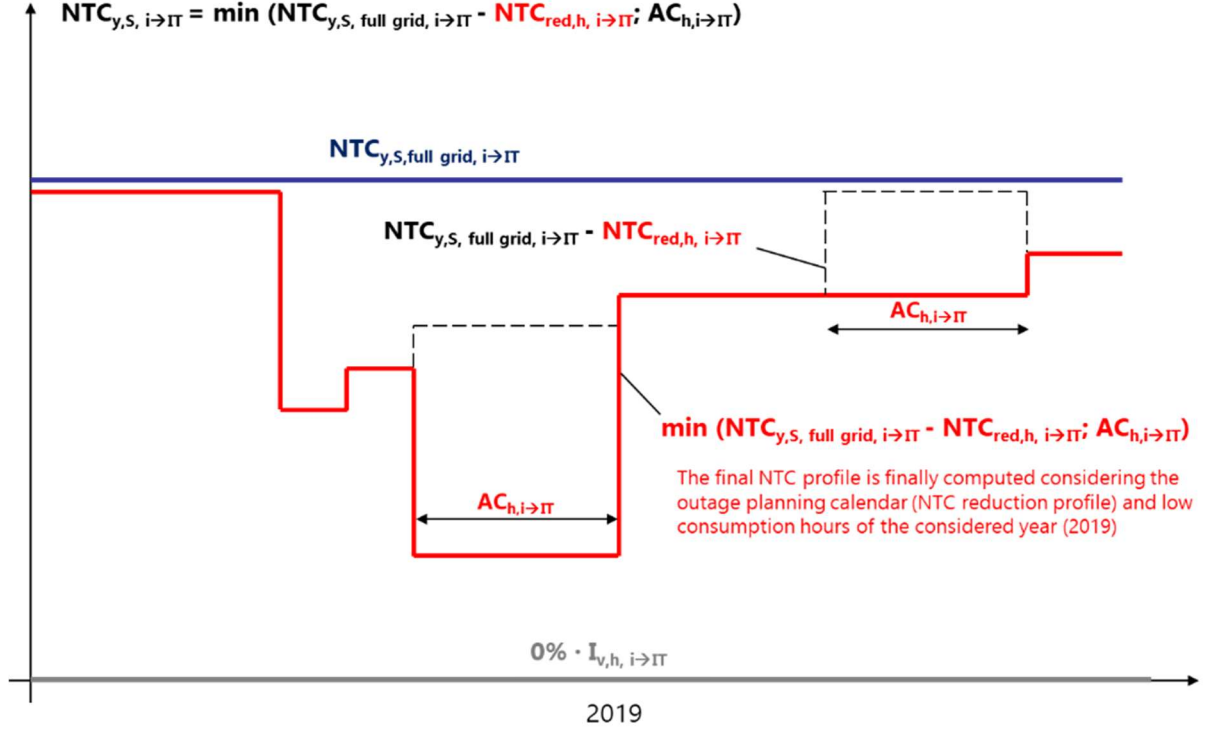 NTCy,S, i→IT = min (NTCy,S, full grid, i→IT - NTCred,h, i→IT; ACh,i→IT)
NTCy,S,full grid, i→IT
NTCy,S, full grid, i→IT - NTCred,h, i→IT
ACh,i→IT
min (NTCy,S, full grid, i→IT - NTCred,h, i→IT; ACh,i→IT)
The final NTC profile is finally computed considering the
outage planning calendar (NTC reduction profile) and low
consumption hours of the considered year (2019)
ACh,i→IT
0% · Iv,h, i→IT
2019